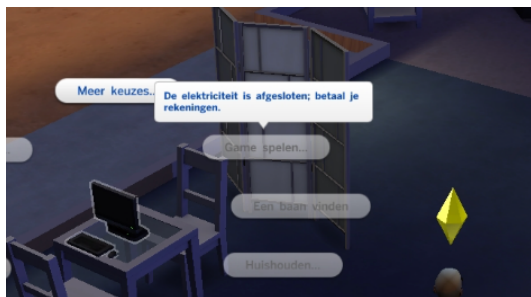 Meer keuzes...
De elektriciteit is afgesloten; betaal je
rekeningen.
Game spelen...
Een baan vinden
Huishouden...